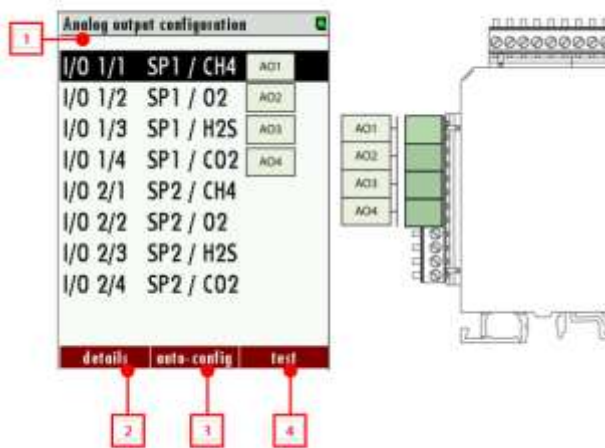 Analog output configuration
1
I/O 1/1 SP1 / CH4 AO1
I/O 1/2 SP1 / O2 AO2
I/O 1/3 SP1 / H2S AO3
I/O 1/4 SP1 / CO2 AO4
I/O 2/1 SP2 / CH4
I/O 2/2 SP2 / O2
I/O 2/3 SP2 / H2S
I/O 2/4 SP2 / CO2
details auto-config test
2 3 4
AO1
AO2
AO3
AO4